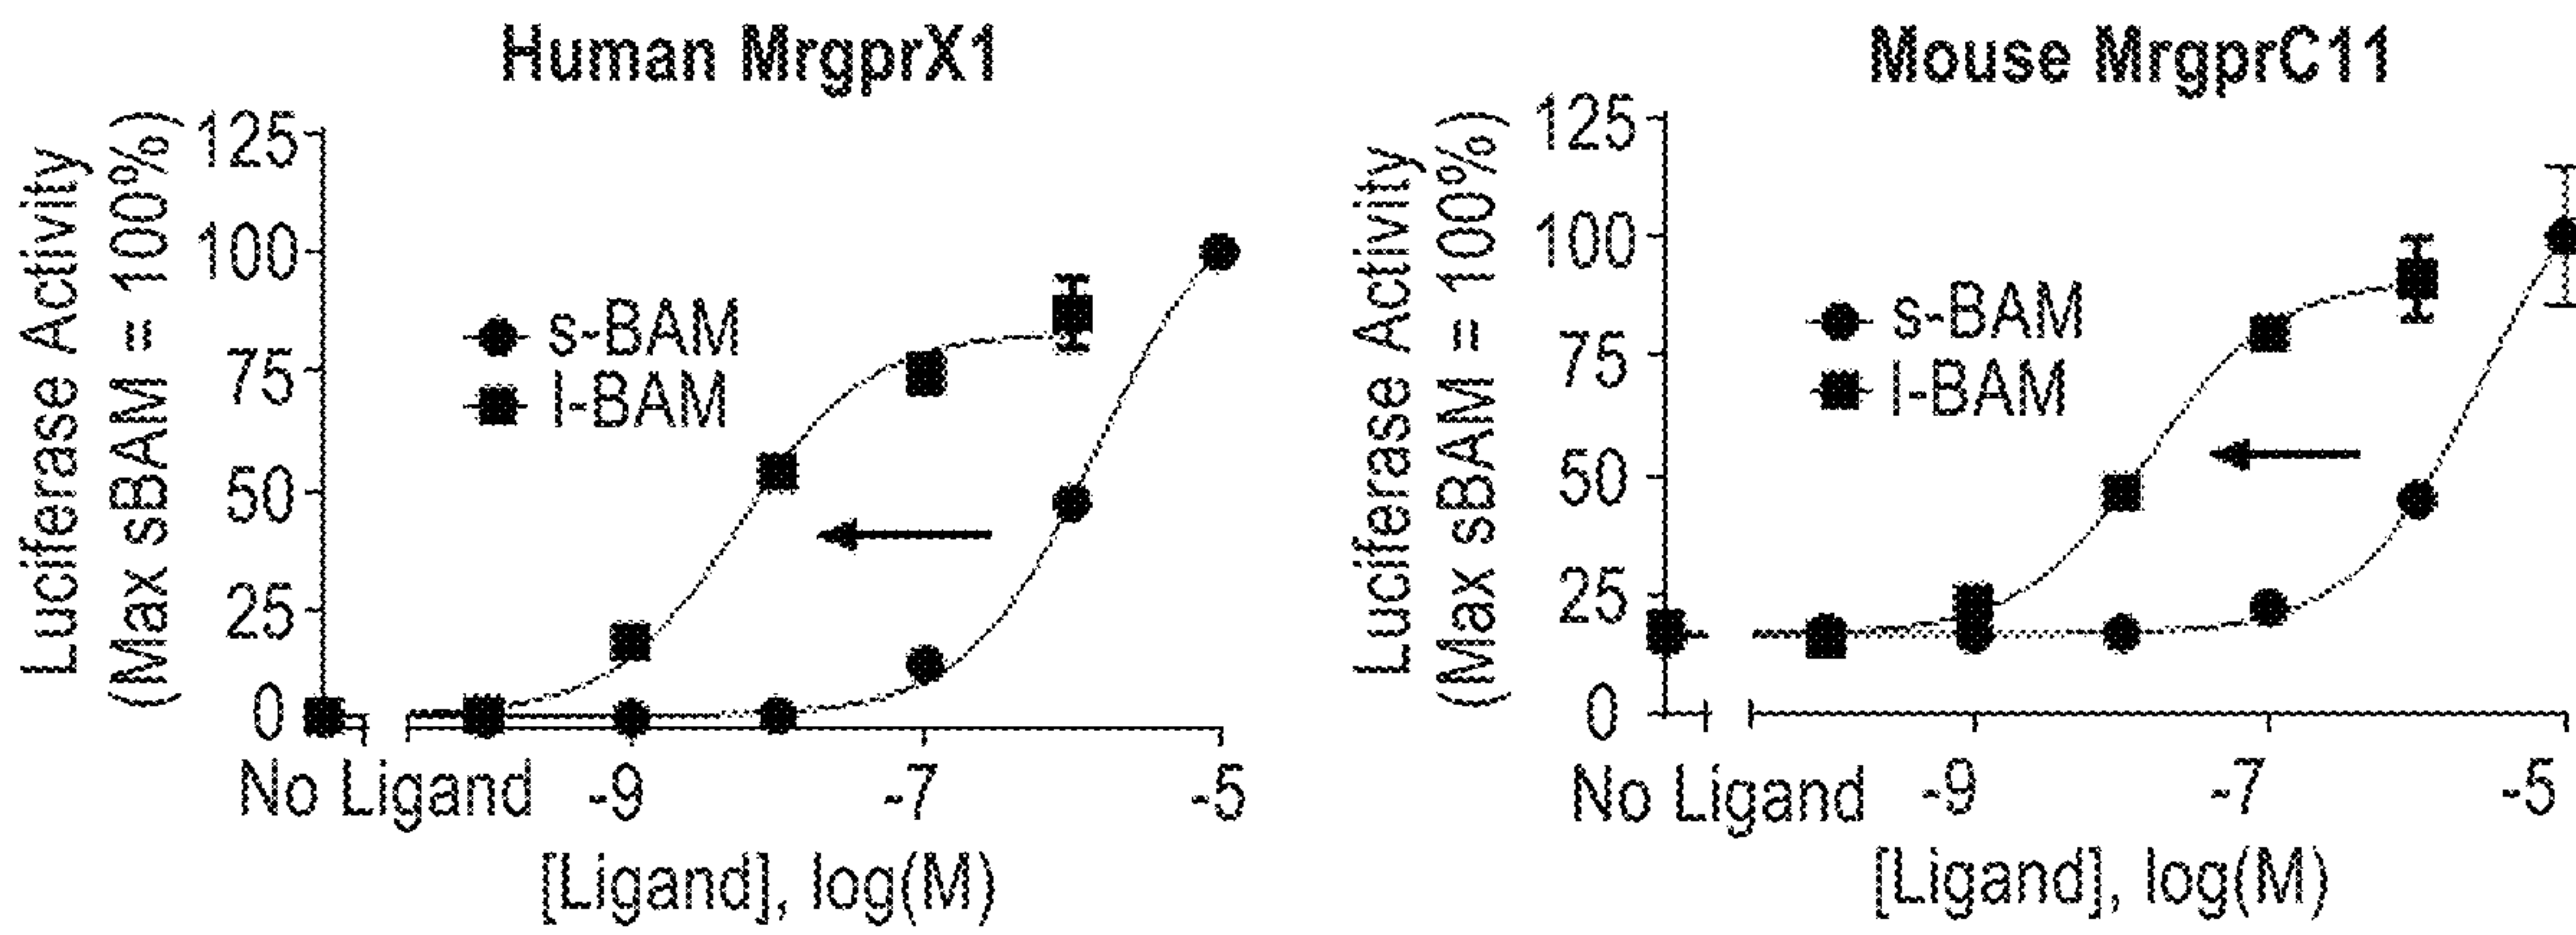 Human MrgprX1
Luciferase Activity
(Max sBAM = 100%)
125
100
75
50
25
0
s-BAM
l-BAM
No Ligand -9 -7 -5
[Ligand], log(M)
Mouse MrgprC11
Luciferase Activity
(Max sBAM = 100%)
125
100
75
50
25
0
s-BAM
l-BAM
No Ligand -9 -7 -5
[Ligand], log(M)